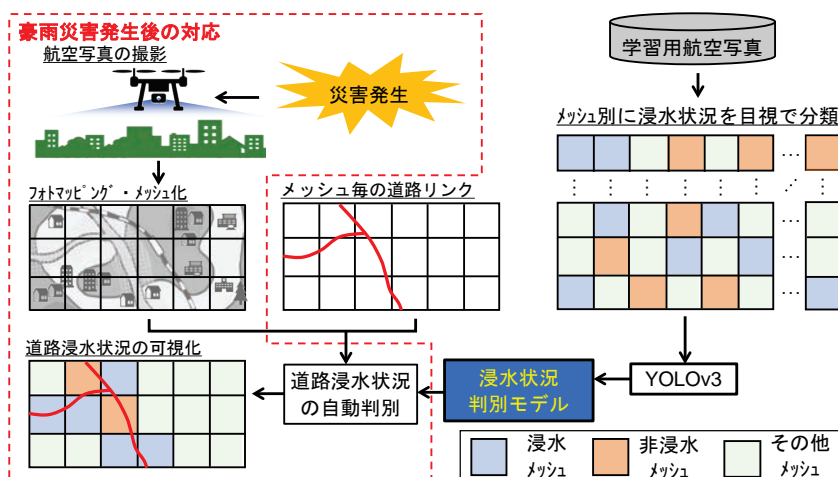 豪雨災害発生後の対応
航空写真の撮影
災害発生
フォトマッピング・メッシュ化
メッシュ毎の道路リンク
道路浸水状況の可視化
道路浸水状況
の自動判別
学習用航空写真
メッシュ別に浸水状況を目視で分類
YOLOv3
浸水状況
判別モデル
浸水
メッシュ
非浸水
メッシュ
その他
メッシュ